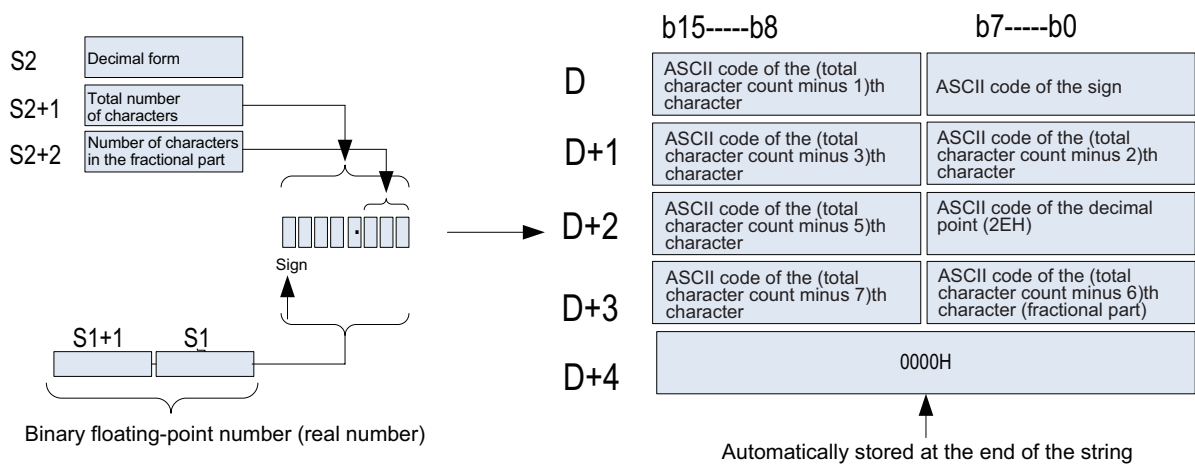 S2
Decimal form
S2+1
Total number
of characters
S2+2
Number of characters
in the fractional part
Sign
S1+1
S1
Binary floating-point number (real number)
b15-----b8
b7-----b0
D
ASCII code of the (total
character count minus 1)th
character
ASCII code of the sign
D+1
ASCII code of the (total
character count minus 3)th
character
ASCII code of the (total
character count minus 2)th
character
D+2
ASCII code of the (total
character count minus 5)th
character
ASCII code of the decimal
point (2EH)
D+3
ASCII code of the (total
character count minus 7)th
character
ASCII code of the (total
character count minus 6)th
character (fractional part)
D+4
0000H
Automatically stored at the end of the string